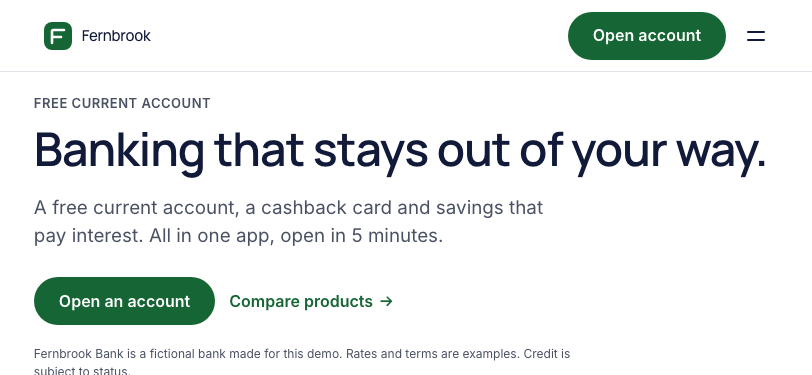 Fernbrook
Open account
FREE CURRENT ACCOUNT
Banking that stays out of your way.
A free current account, a cashback card and savings that
pay interest. All in one app, open in 5 minutes.
Open an account
Compare products →
Fernbrook Bank is a fictional bank made for this demo. Rates and terms are examples. Credit is
subject to status.